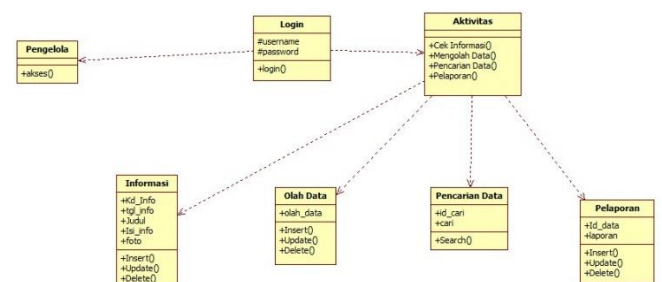 Pengelola
+akses()
Login
#username
#password
+login()
Aktivitas
+Cek Informasi()
+Mengolah Data()
+Pencarian Data()
+Pelaporan()
Informasi
+Kd_Info
+tgl_info
+Judul
+Isi_info
+foto
+Insert()
+Update()
+Delete()
Olah Data
+olah_data
+Insert()
+Update()
+Delete()
Pencarian Data
+id_cari
+cari
+Search()
Pelaporan
+Id_data
+laporan
+Insert()
+Update()
+Delete()